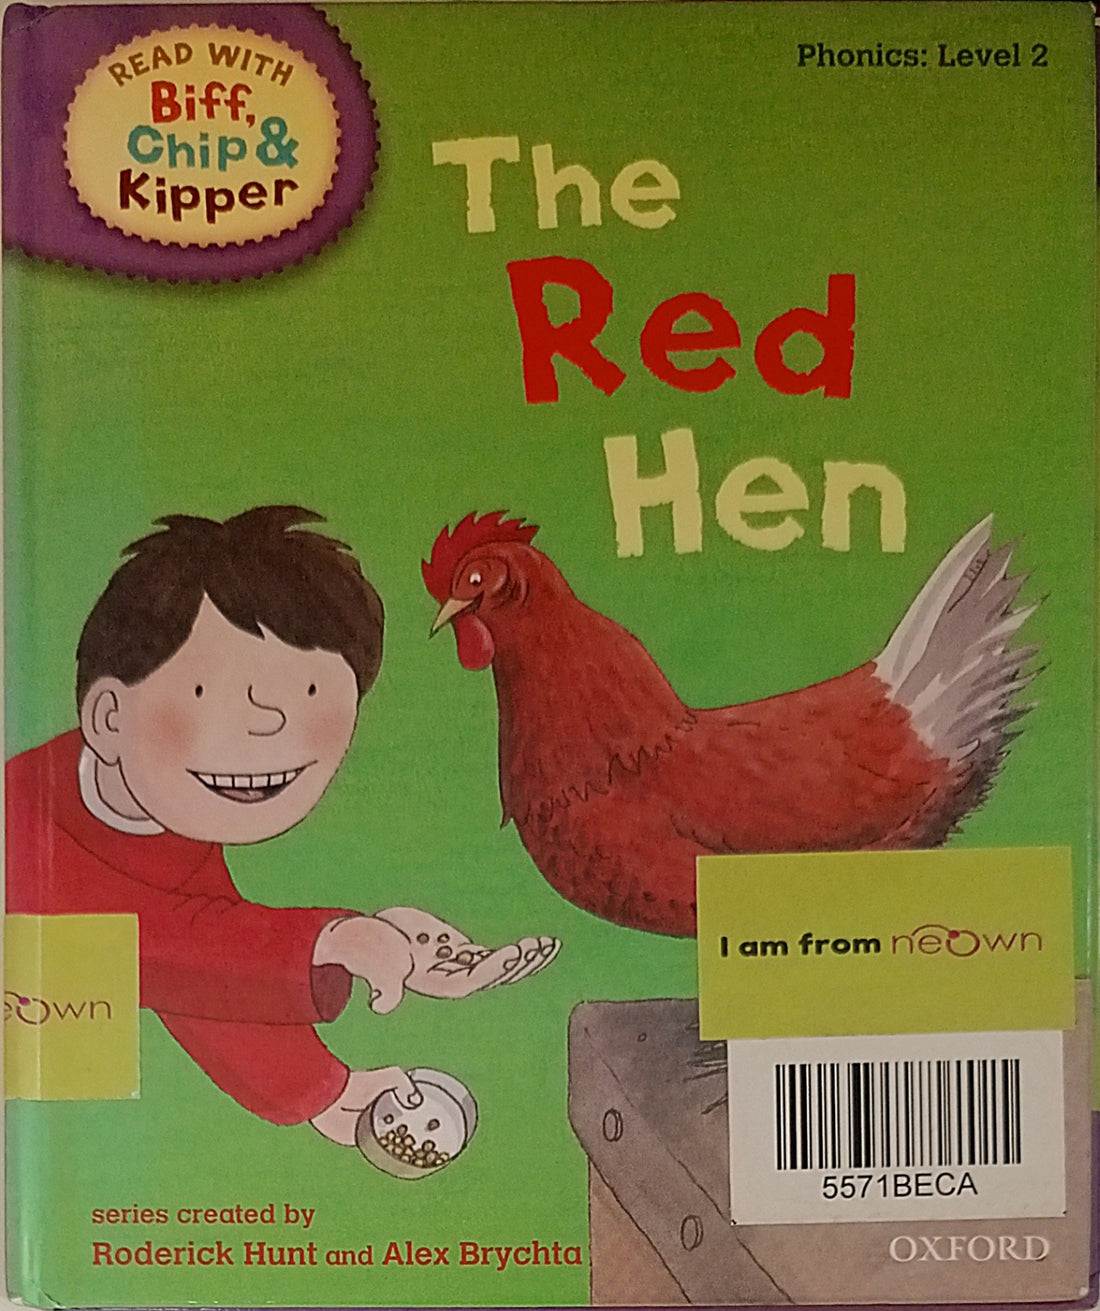 READ WITH
Biff,
Chip &
Kipper
Phonics: Level 2
The
Red
Hen
I am from neOwn
eOwn
5571BECA
series created by
Roderick Hunt and Alex Brychta
OXFORD